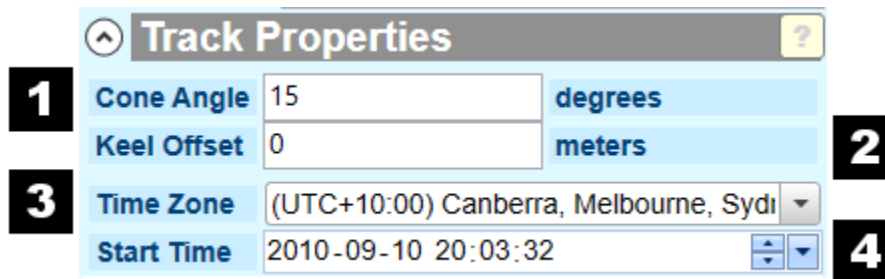 Track Properties ?
1 Cone Angle 15 degrees
Keel Offset 0 meters 2
3 Time Zone (UTC+10:00) Canberra, Melbourne,
Start Time 2010-09-10 20:03:32 4